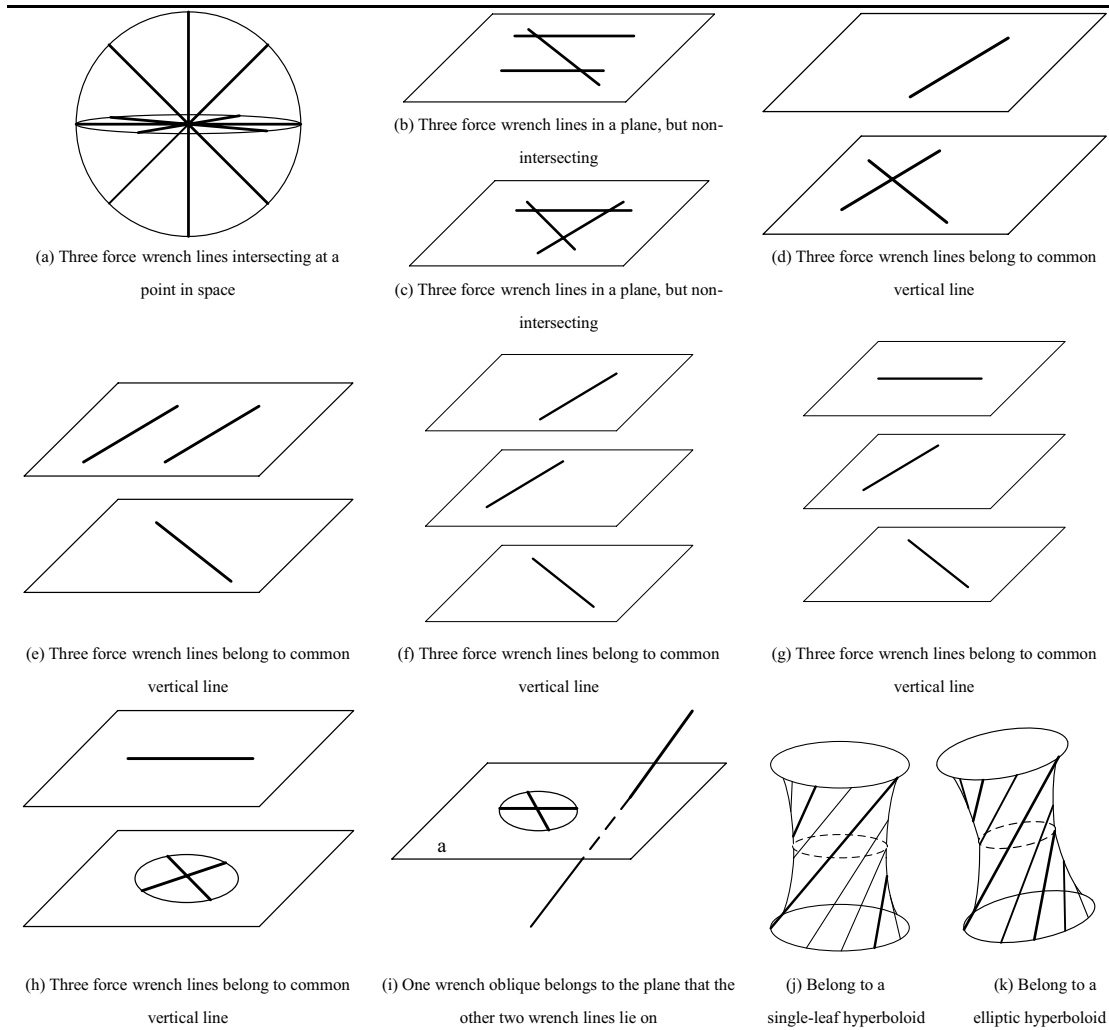 (a) Three force wrench lines intersecting at a
point in space
(b) Three force wrench lines in a plane, but non-
intersecting
(c) Three force wrench lines in a plane, but non-
intersecting
(d) Three force wrench lines belong to common
vertical line
(e) Three force wrench lines belong to common
vertical line
(f) Three force wrench lines belong to common
vertical line
(g) Three force wrench lines belong to common
vertical line
a
(h) Three force wrench lines belong to common
vertical line
(i) One wrench oblique belongs to the plane that the
other two wrench lines lie on
(j) Belong to a
single-leaf hyperboloid
(k) Belong to a
elliptic hyperboloid